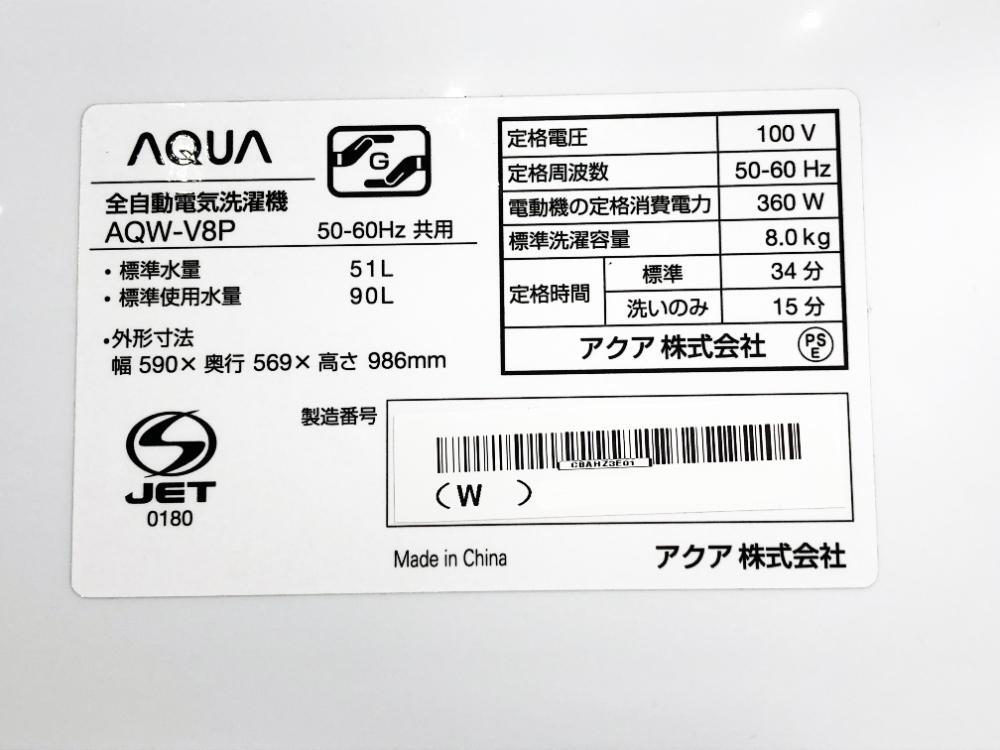 AQUA
G
全自動電気洗濯機
AQW-V8P 50-60Hz 共用
・標準水量 51L
・標準使用水量 90L
・外形寸法
幅 590× 奥行 569× 高さ 986mm
定格電圧 100 V
定格周波数 50-60 Hz
電動機の定格消費電力 360 W
標準洗濯容量 8.0kg
定格時間 標準 34 分
洗いのみ 15 分
アクア 株式会社 PSE
JET
0180
製造番号
CBAHZ3E01
(W )
Made in China アクア 株式会社